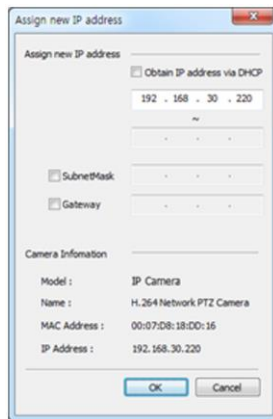 Assign new IP address
Assign new IP address
Obtain IP address via DHCP
192 . 168 . 30 . 220
~
. . .
SubnetMask . . .
Gateway . . .
Camera Infomation
Model : IP Camera
Name : H.264 Network PTZ Camera
MAC Address : 00:07:D8:18:DD:16
IP Address : 192.168.30.220
OK Cancel